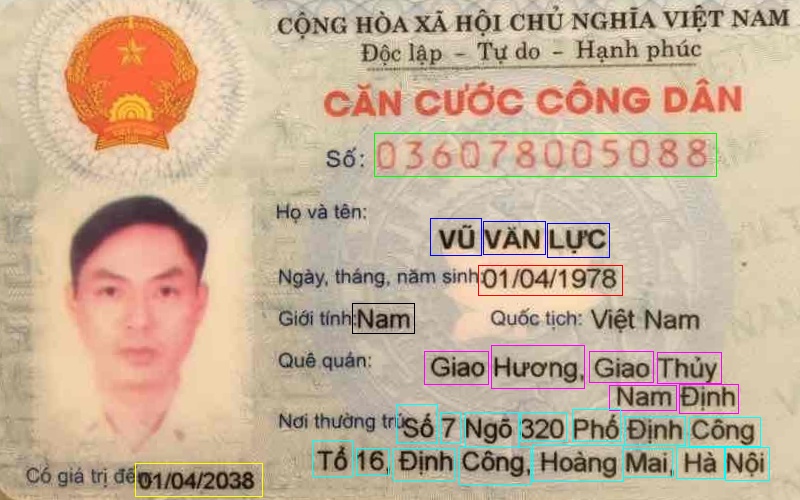 CỘNG HÒA XÃ HỘI CHỦ NGHĨA VIỆT NAM
Độc lập - Tự do - Hạnh phúc
CĂN CƯỚC CÔNG DÂN
Số: 036078005088
Họ và tên:
VŨ VĂN LỰC
Ngày, tháng, năm sinh: 01/04/1978
Giới tính: Nam Quốc tịch: Việt Nam
Quê quán: Giao Hương, Giao Thủy
Nam Định
Nơi thường trú: Số 7 Ngõ 320 Phố Định Công
Tổ 16, Định Công, Hoàng Mai, Hà Nội
Có giá trị đến 01/04/2038